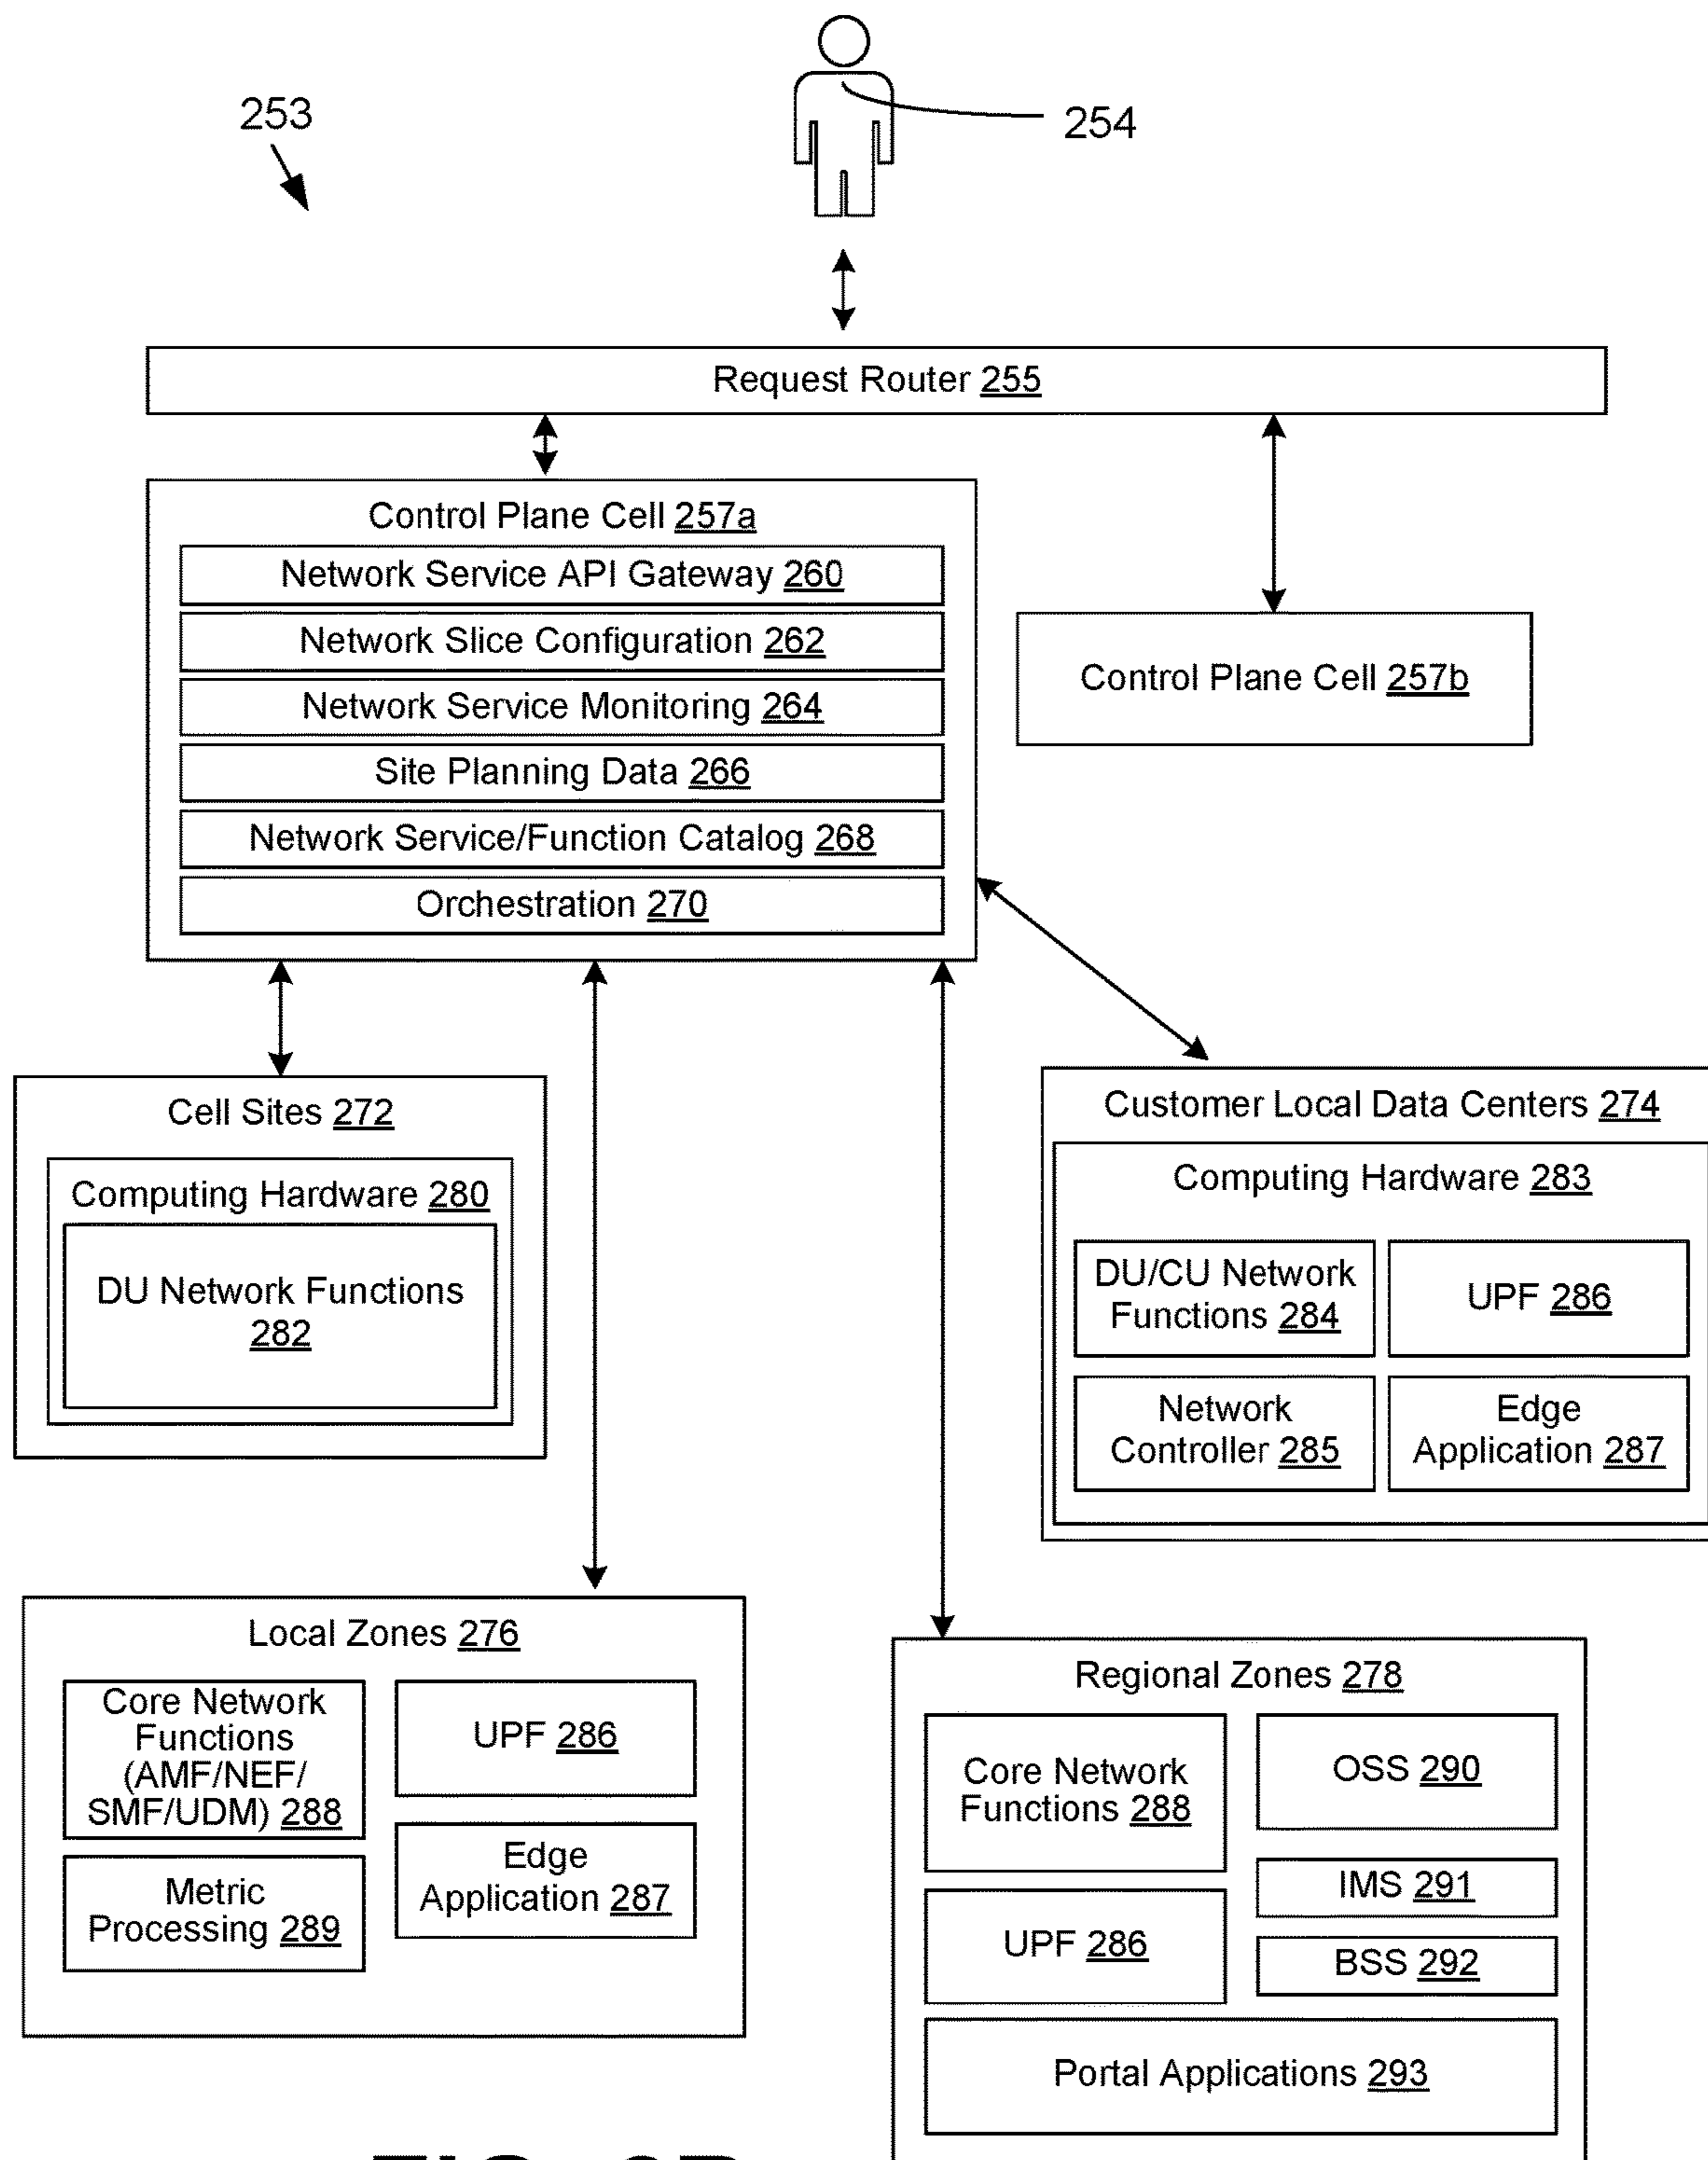 253
254
Request Router 255
Control Plane Cell 257a
Network Service API Gateway 260
Network Slice Configuration 262
Network Service Monitoring 264
Site Planning Data 266
Network Service/Function Catalog 268
Orchestration 270
Control Plane Cell 257b
Cell Sites 272
Computing Hardware 280
DU Network Functions
282
Customer Local Data Centers 274
Computing Hardware 283
DU/CU Network
Functions 284
UPF 286
Network
Controller 285
Edge
Application 287
Local Zones 276
Core Network
Functions
(AMF/NEF/
SMF/UDM) 288
UPF 286
Metric
Processing 289
Edge
Application 287
Regional Zones 278
Core Network
Functions 288
OSS 290
IMS 291
UPF 286
BSS 292
Portal Applications 293